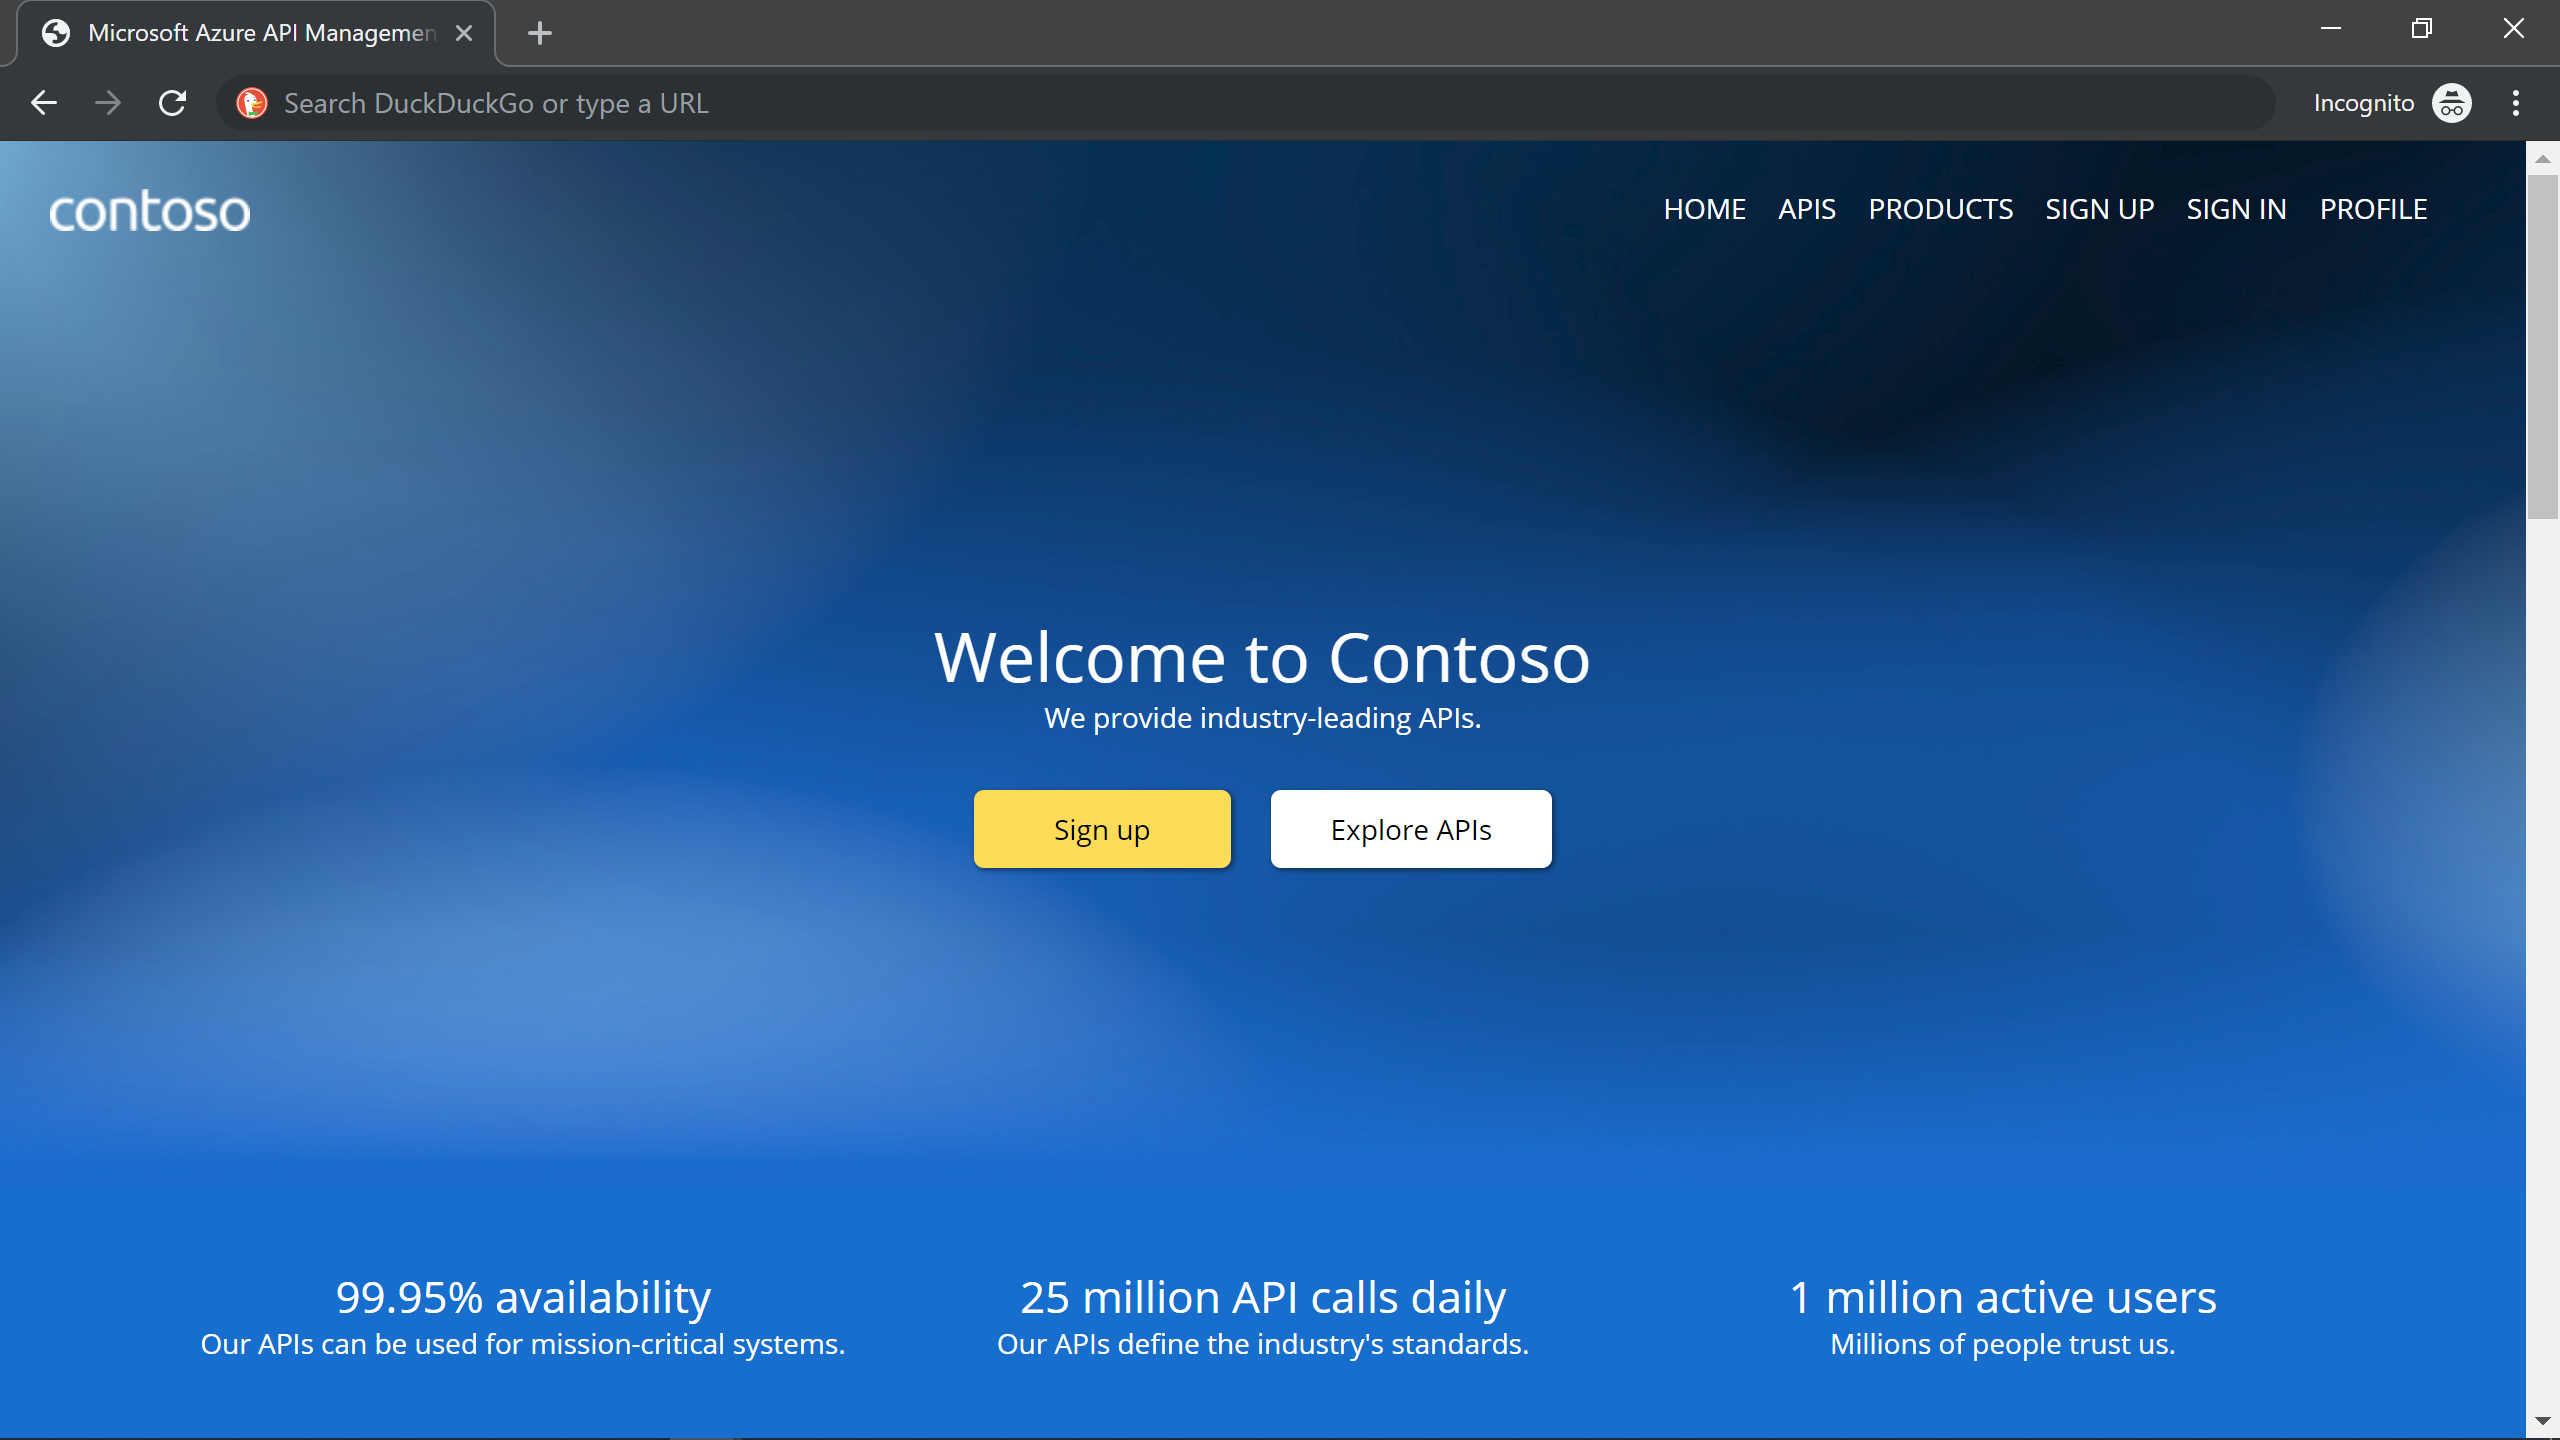 Microsoft Azure API Managemen
Search DuckDuckGo or type a URL
Incognito
contoso
HOME APIS PRODUCTS SIGN UP SIGN IN PROFILE
Welcome to Contoso
We provide industry-leading APIs.
Sign up
Explore APIs
99.95% availability
Our APIs can be used for mission-critical systems.
25 million API calls daily
Our APIs define the industry's standards.
1 million active users
Millions of people trust us.